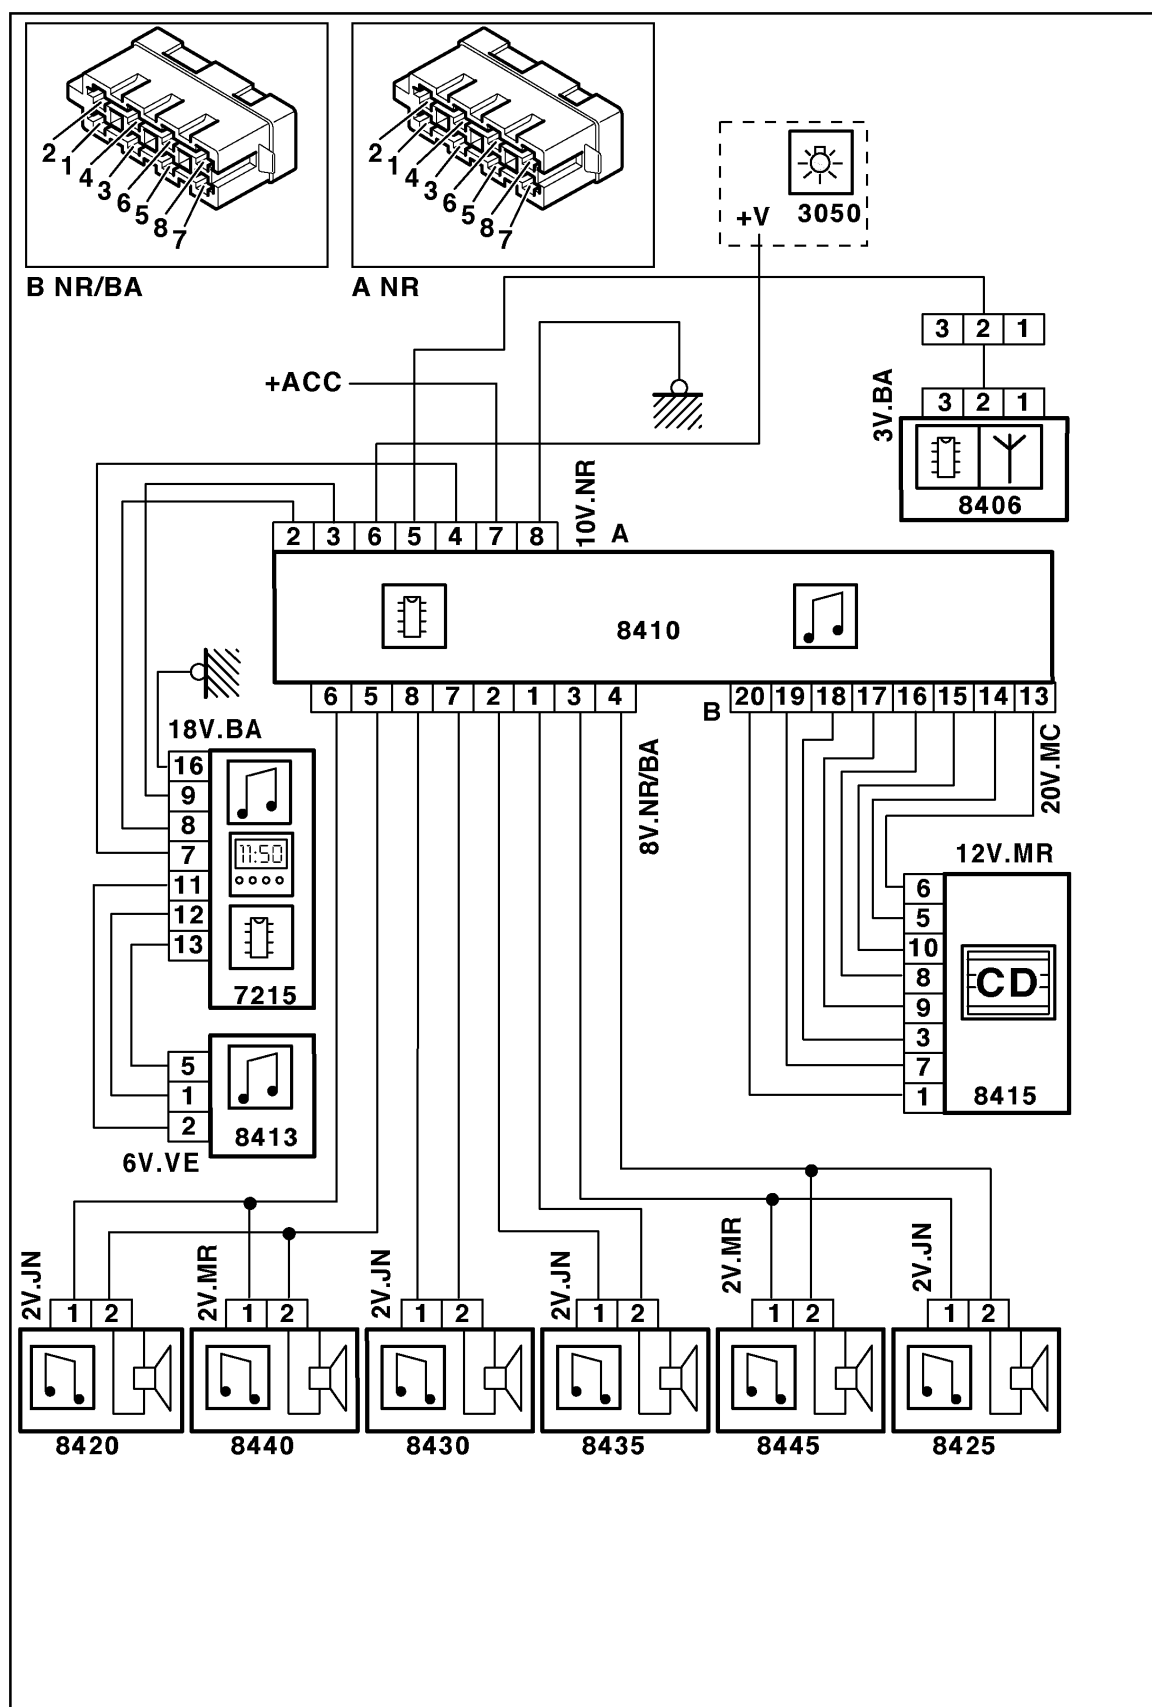 2 1 4 3 6 5 8 7
B NR/BA
2 1 4 3 6 5 8 7
A NR
+V 3050
3 2 1
+ACC
3V.BA
3 2 1
8406
10V.NR
2 3 6 5 4 7 8 A
8410
6 5 8 7 2 1 3 4
B 20 19 18 17 16 15 14 13
18V.BA
8V.NR/BA
20V.MC
16
9
8
7
11
12
13
11:50
7215
12V.MR
6
5
10
8
9
3
7
1
CD
8415
5
1
2
8413
6V.VE
2V.JN
1 2
8420
2V.MR
1 2
8440
2V.JN
1 2
8430
2V.JN
1 2
8435
2V.MR
1 2
8445
2V.JN
1 2
8425